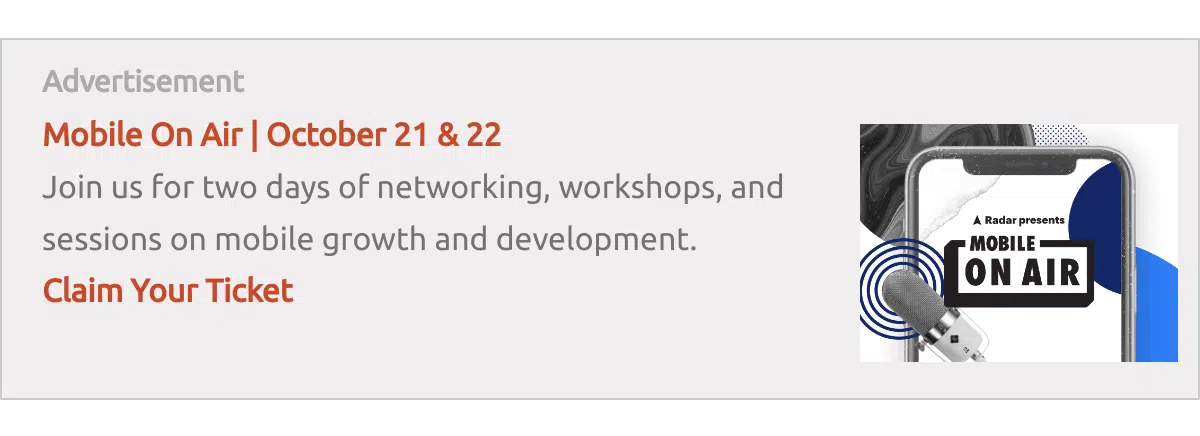 Advertisement
Mobile On Air | October 21 & 22
Join us for two days of networking, workshops, and
sessions on mobile growth and development.
Claim Your Ticket
Radar presents
MOBILE
ON AIR